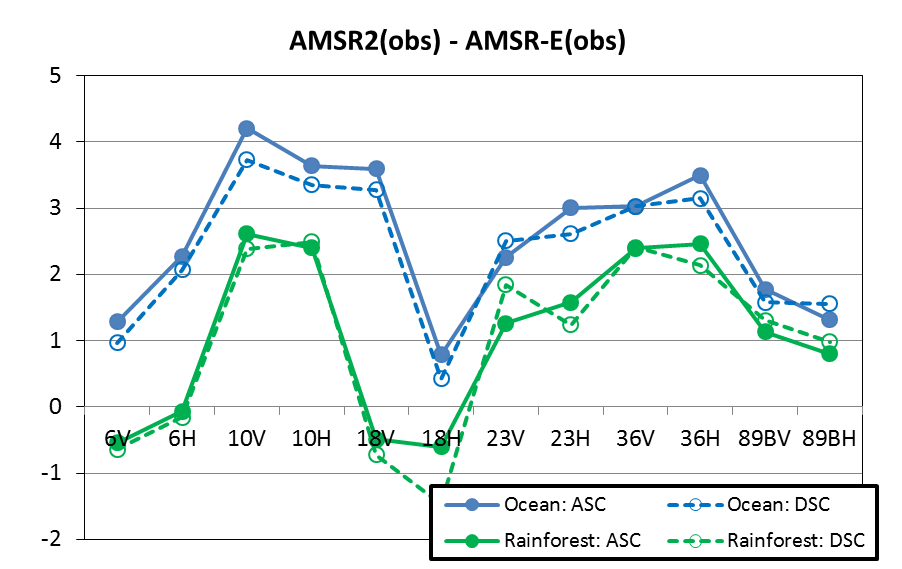 AMSR2(obs) - AMSR-E(obs)
5
4
3
2
1
0
6V 6H 10V 10H 18V 18H 23V 23H 36V 36H 89BV 89BH
-1
Ocean: ASC Ocean: DSC
-2
Rainforest: ASC Rainforest: DSC